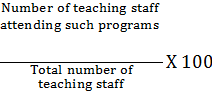 Number of teaching staff
attending such programs
X 100
Total number of
teaching staff